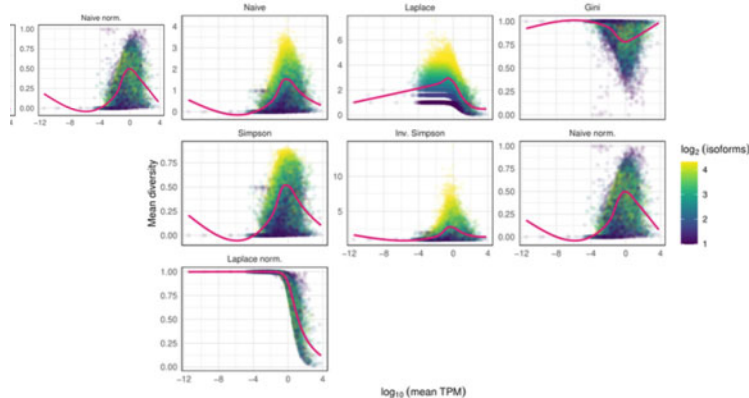 Naive norm.
1.00
0.75
0.50
0.25
0.00
−12 −8 −4 0 4
Naive
4
3
2
1
0
Laplace
6
4
2
0
Gini
1.00
0.75
0.50
0.25
0.00
Mean diversity
Simpson
0.75
0.50
0.25
0.00
Inv. Simpson
10
5
−12 −8 −4 0 4
Naive norm.
1.00
0.75
0.50
0.25
0.00
−12 −8 −4 0 4
log2 (isoforms)
4
3
2
1
Laplace norm.
1.00
0.75
0.50
0.25
0.00
−12 −8 −4 0 4
log10 (mean TPM)